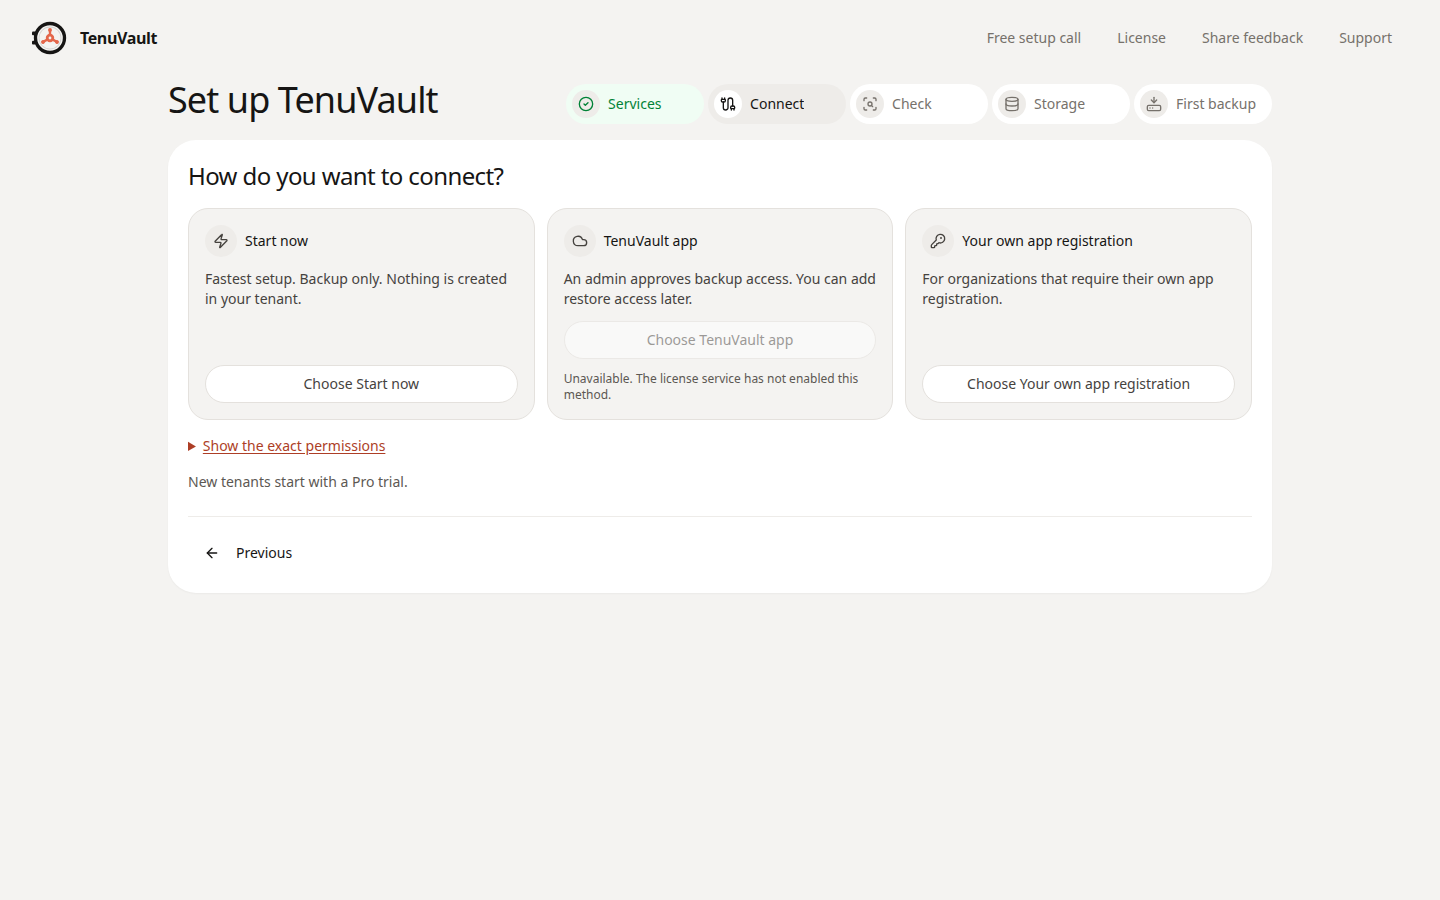 TenuVault
Free setup call
License
Share feedback
Support
Set up TenuVault
Services
Connect
Check
Storage
First backup
How do you want to connect?
Start now
Fastest setup. Backup only. Nothing is created
in your tenant.
Choose Start now
TenuVault app
An admin approves backup access. You can add
restore access later.
Choose TenuVault app
Unavailable. The license service has not enabled this
method.
Your own app registration
For organizations that require their own app
registration.
Choose Your own app registration
Show the exact permissions
New tenants start with a Pro trial.
Previous